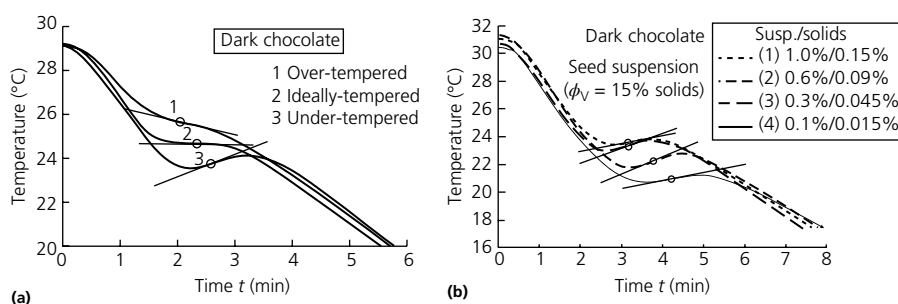 30
28
26
24
22
20
Temperature (°C)
0 1 2 3 4 5 6
Time t (min)
Dark chocolate
1 Over-tempered
2 Ideally-tempered
3 Under-tempered
1
2
3
(a)
32
30
28
26
24
22
20
18
16
Temperature (°C)
0 1 2 3 4 5 6 7 8
Time t (min)
Dark chocolate
Seed suspension
(ϕV = 15% solids)
Susp./solids
(1) 1.0%/0.15%
(2) 0.6%/0.09%
(3) 0.3%/0.045%
(4) 0.1%/0.015%
(b)